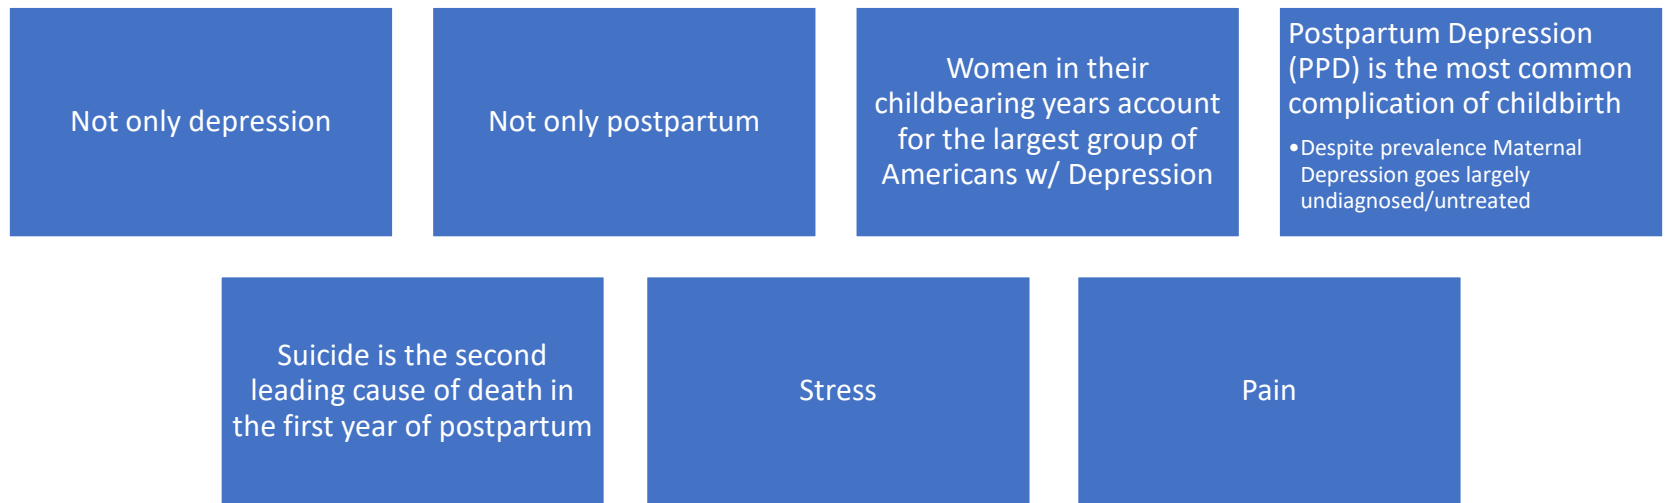 Not only depression
Not only postpartum
Women in their
childbearing years account
for the largest group of
Americans w/ Depression
Postpartum Depression
(PPD) is the most common
complication of childbirth
•Despite prevalence Maternal
Depression goes largely
undiagnosed/untreated
Suicide is the second
leading cause of death in
the first year of postpartum
Stress
Pain